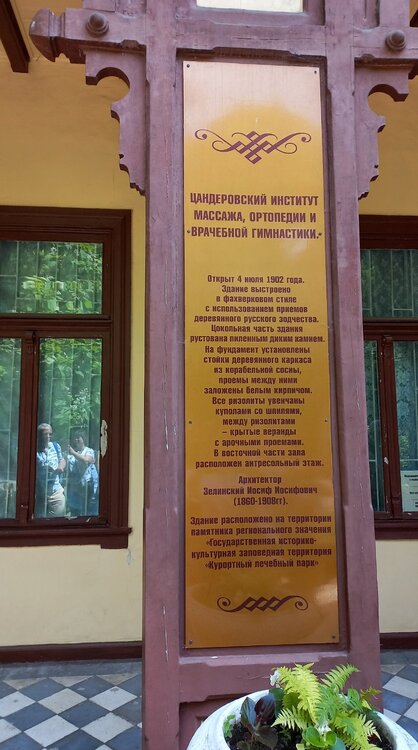 ЦАНДЕРОВСКИЙ ИНСТИТУТ
МАССАЖА, ОРТОПЕДИИ И
«ВРАЧЕБНОЙ ГИМНАСТИКИ.»
Открыт 4 июля 1902 года.
Здание выстроено
в фахверковом стиле
с использованием приемов
деревянного русского зодчества.
Цокольная часть здания
рустована пиленным диким камнем.
На фундамент установлены
стойки деревянного каркаса
из корабельной сосны,
проемы между ними
заложены белым кирпичом.
Все ризолиты увенчаны
куполами со шпилями,
между ризолитами
– крытые веранды
с арочными проемами.
В восточной части зала
расположен антресольный этаж.
Архитектор
Зелинский Иосиф Иосифович
(1860-1908гг).
Здание расположено на территории
памятника регионального значения
«Государственная историко-
культурная заповедная территория
«Курортный лечебный парк»